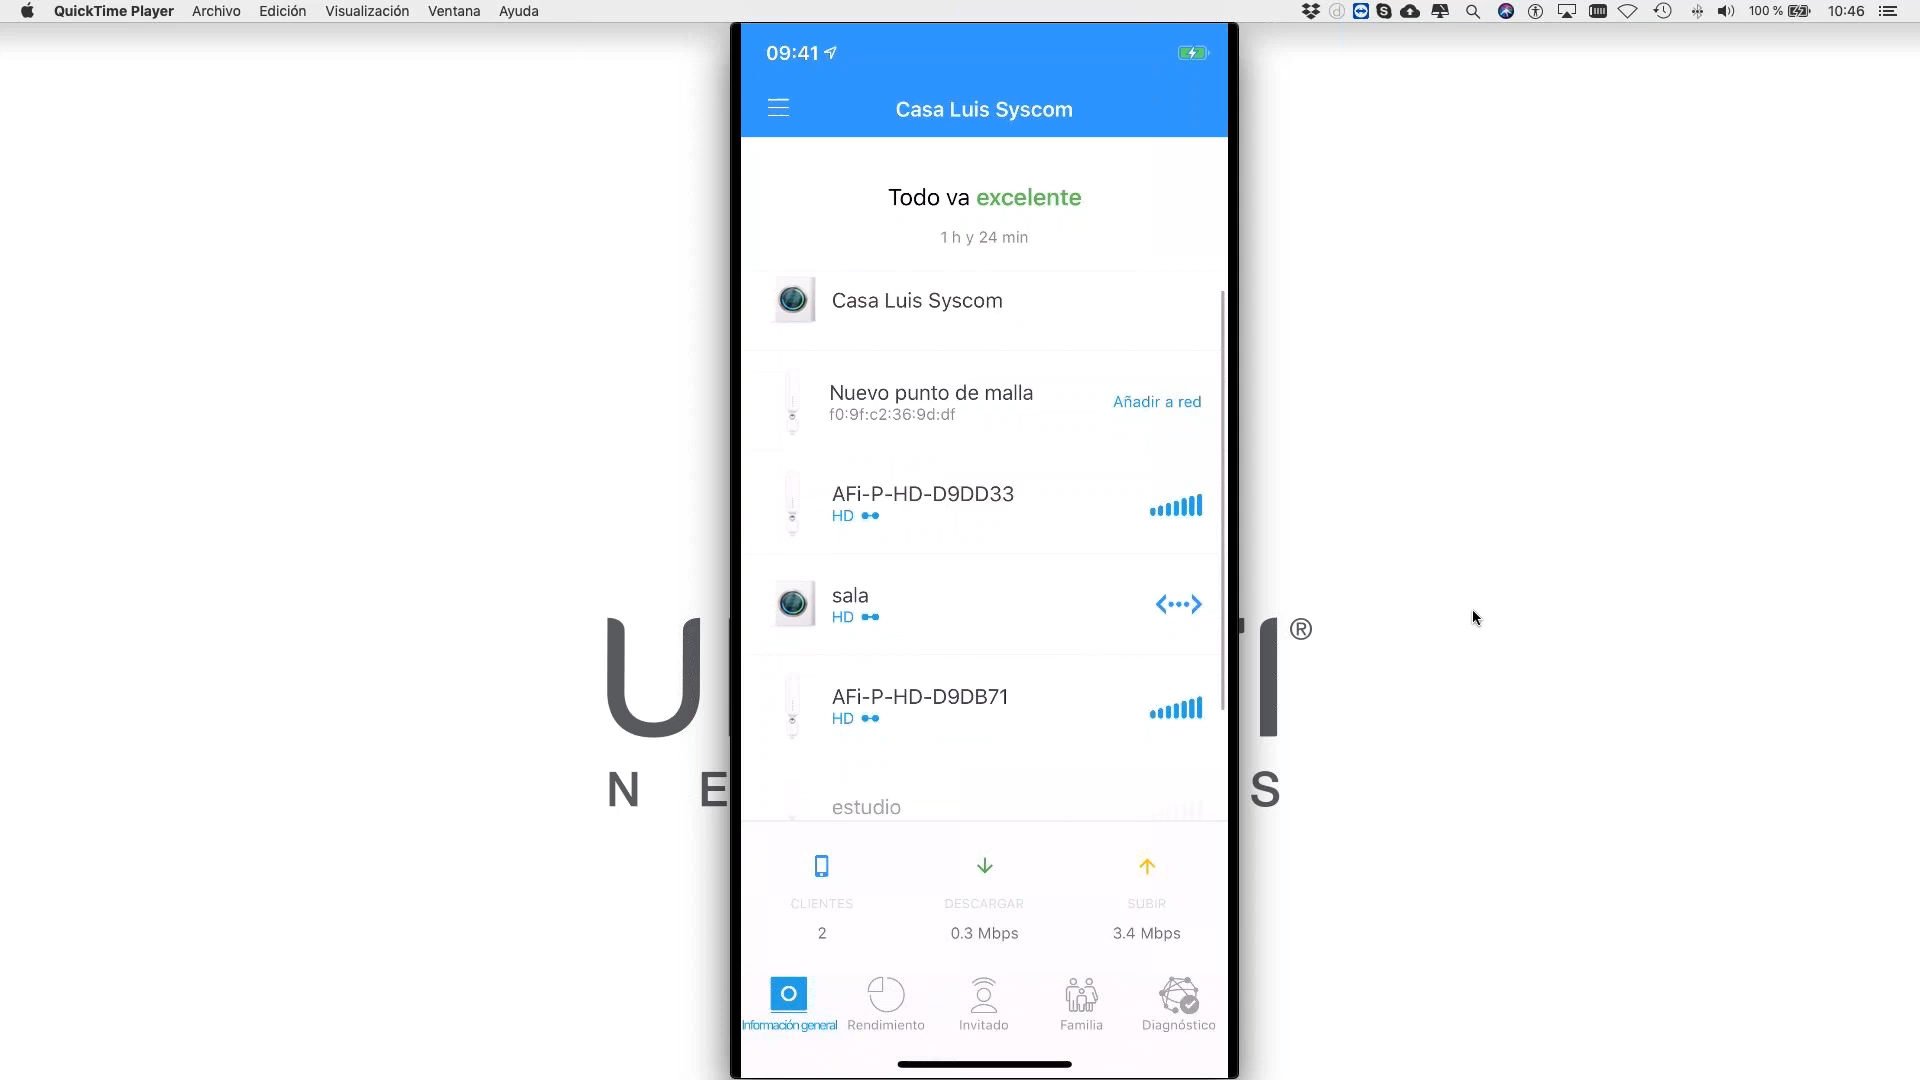 QuickTime Player Archivo Edición Visualización Ventana Ayuda 100 % 10:46
09:41
Casa Luis Syscom
Todo va excelente
1 h y 24 min
Casa Luis Syscom
Nuevo punto de malla
f0:9f:c2:36:9d:df
Añadir a red
AFi-P-HD-D9DD33
HD
sala
HD
AFi-P-HD-D9DB71
HD
estudio
U I ®
N E S
CLIENTES DESCARGAR SUBIR
2 0.3 Mbps 3.4 Mbps
Información general Rendimiento Invitado Familia Diagnóstico